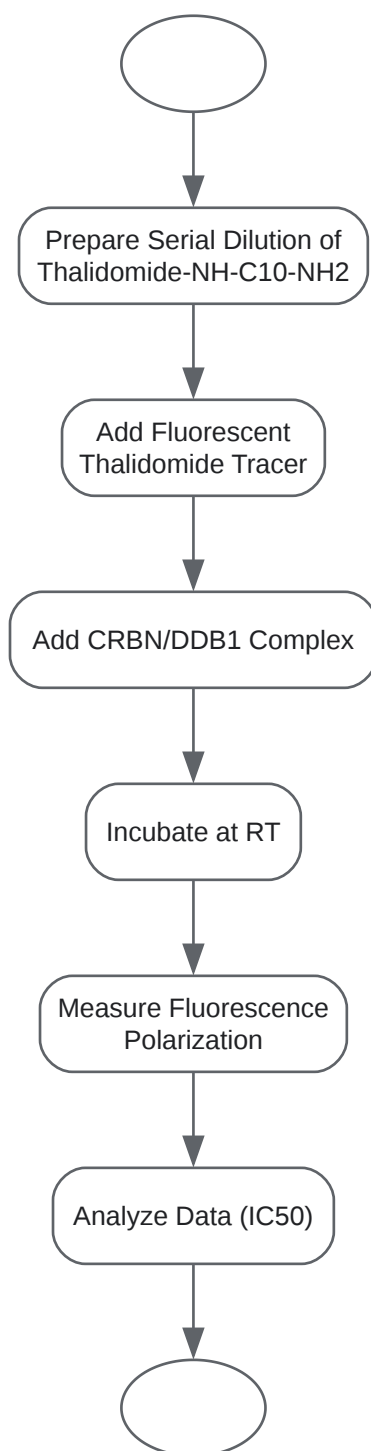 Prepare Serial Dilution of
Thalidomide-NH-C10-NH2
Add Fluorescent
Thalidomide Tracer
Add CRBN/DDB1 Complex
Incubate at RT
Measure Fluorescence
Polarization
Analyze Data (IC50)